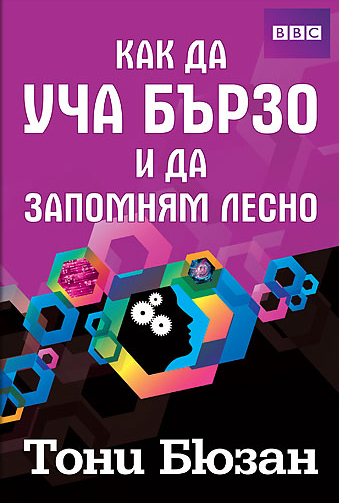 BBC
КАК ДА
УЧА БЪРЗО
И ДА
ЗАПОМНЯМ ЛЕСНО
Тони Бюзан